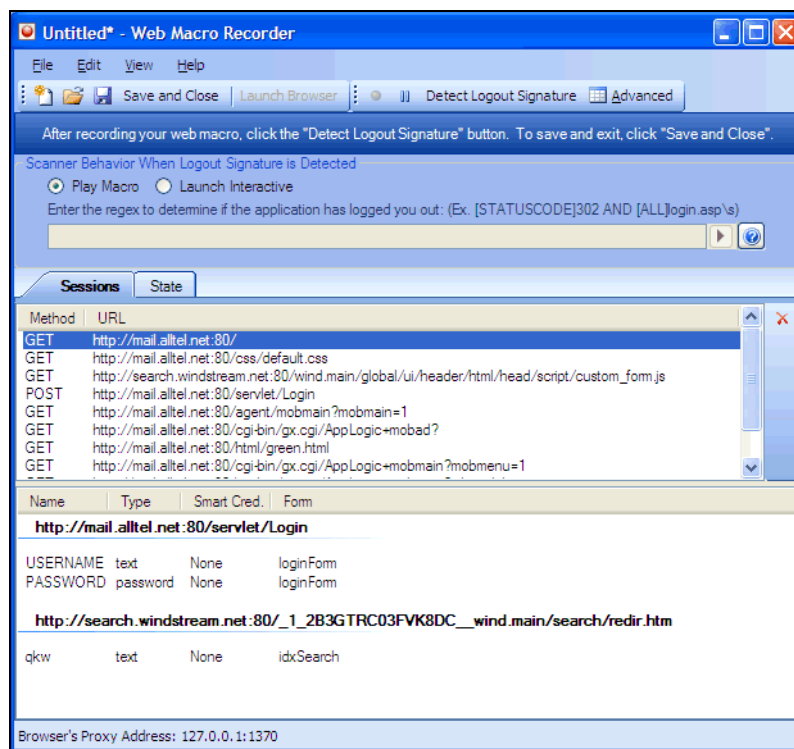 Untitled* - Web Macro Recorder
File Edit View Help
Save and Close Launch Browser Detect Logout Signature Advanced
After recording your web macro, click the "Detect Logout Signature" button. To save and exit, click "Save and Close".
Scanner Behavior When Logout Signature is Detected
Play Macro Launch Interactive
Enter the regex to determine if the application has logged you out: (Ex. [STATUSCODE]302 AND [ALL]login.asp\s)
Sessions State
Method URL
GET http://mail.alltel.net:80/
GET http://mail.alltel.net:80/css/default.css
GET http://search.windstream.net:80/wind.main/global/ui/header/html/head/script/custom_form.js
POST http://mail.alltel.net:80/servlet/Login
GET http://mail.alltel.net:80/agent/mobmain?mobmain=1
GET http://mail.alltel.net:80/cgi-bin/gx.cgi/AppLogic+mobad?
GET http://mail.alltel.net:80/html/green.html
GET http://mail.alltel.net:80/cgi-bin/gx.cgi/AppLogic+mobmain?mobmenu=1
Name Type Smart Cred. Form
http://mail.alltel.net:80/servlet/Login
USERNAME text None loginForm
PASSWORD password None loginForm
http://search.windstream.net:80/_1_2B3GTRC03FVK8DC__wind.main/search/redir.htm
qkw text None idxSearch
Browser's Proxy Address: 127.0.0.1:1370